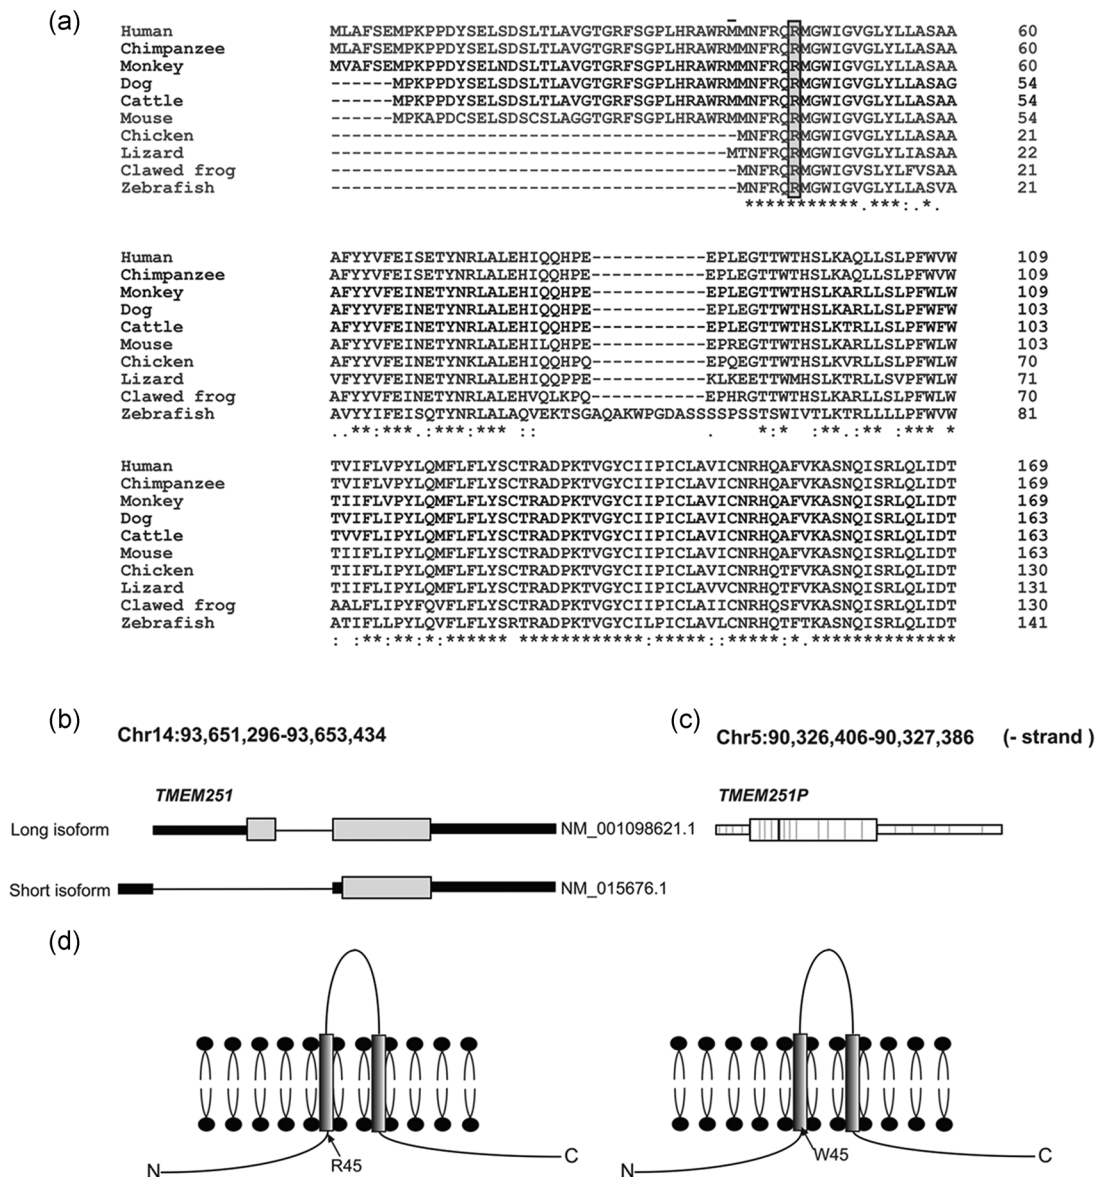 (a)
Human MLAFSEMPKPPDYSELSDSLTLAVGTGRFSGPLHRAWRMMNFRQRMGWIGVGLYLLASAA 60
Chimpanzee MLAFSEMPKPPDYSELSDSLTLAVGTGRFSGPLHRAWRMMNFRQRMGWIGVGLYLLASAA 60
Monkey MVAFSEMPKPPDYSELNDSLTLAVGTGRFSGPLHRAWRMMNFRQRMGWIGVGLYLLASAA 60
Dog ------MPKPPDYSELSDSLTLAVGTGRFSGPLHRAWRMMNFRQRMGWIGVGLYLLASAG 54
Cattle ------MPKPPDYSELSDSLTLAVGTGRFSGPLHRAWRMMNFRQRMGWIGVGLYLLASAA 54
Mouse ------MPKAPDCSELSDSCSLAGGTGRFSGPLHRAWRMMNFRQRMGWIGVGLYLLASAA 54
Chicken ---------------------------------------MNFRQRMGWIGVGLYLLASAA 21
Lizard --------------------------------------MTNFRQRMGWIGVGLYLIASAA 22
Clawed frog ---------------------------------------MNFRQRMGWIGVSLYLFVSAA 21
Zebrafish ---------------------------------------MNFRQRMGWIGVGLYLLASVA 21
***********.***:.*.
Human AFYYVFEISETYNRLALEHIQQHPE-----------EPLEGTTWTHSLKAQLLSLPFWVW 109
Chimpanzee AFYYVFEISETYNRLALEHIQQHPE-----------EPLEGTTWTHSLKAQLLSLPFWVW 109
Monkey AFYYVFEINETYNRLALEHIQQHPE-----------EPLEGTTWTHSLKARLLSLPFWLW 109
Dog AFYYVFEINETYNRLALEHIQQHPE-----------EPLEGTTWTHSLKARLLSLPFWFW 103
Cattle AFYYVFEINETYNRLALEHIQQHPE-----------EPLEGTTWTHSLKTRLLSLPFWFW 103
Mouse AFYYVFEINETYNRLALEHILQHPE-----------EPREGTTWTHSLKARLLSLPFWLW 103
Chicken AFYYVFEINETYNKLALEHIQQHPQ-----------EPQEGTTWTHSLKVRLLSLPFWLW 70
Lizard VFYYVFEINETYNRLALEHIQQPPE-----------KLKEETTWMHSLKTRLLSVPFWLW 71
Clawed frog AFYYVFEINETYNRLALEHVQLKPQ-----------EPHRGTTWTHSLKTRLLSLPFWLW 70
Zebrafish AVYYIFEISQTYNRLALAQVEKTSGAQAKWPGDASSSSPSSTSWIVTLKTRLLLLPFWVW 81
..**:***.:***:*** :: . *:* :**.:** :***.*
Human TVIFLVPYLQMFLFLYSCTRADPKTVGYCIIPICLAVICNRHQAFVKASNQISRLQLIDT 169
Chimpanzee TVIFLVPYLQMFLFLYSCTRADPKTVGYCIIPICLAVICNRHQAFVKASNQISRLQLIDT 169
Monkey TIIFLVPYLQMFLFLYSCTRADPKTVGYCIIPICLAVICNRHQAFVKASNQISRLQLIDT 169
Dog TVIFLIPYLQMFLFLYSCTRADPKTVGYCIIPICLAVICNRHQAFVKASNQISRLQLIDT 163
Cattle TVVFLIPYLQMFLFLYSCTRADPKTVGYCIIPICLAVICNRHQAFVKASNQISRLQLIDT 163
Mouse TIIFLIPYLQMFLFLYSCTRADPKTVGYCIIPICLAVICNRHQAFVKASNQISRLQLIDT 163
Chicken TIIFLIPYLQMFLFLYSCTRADPKTVGYCIIPICLAVICNRHQTFVKASNQISRLQLIDT 130
Lizard TIIFLIPYLQMFLFLYSCTRADPKTVGYCIIPICLAVVCNRHQTFVKASNQISRLQLIDT 131
Clawed frog AALFLIPYFQVFLFLYSCTRADPKTVGYCIIPICLAIICNRHQSFVKASNQISRLQLIDT 130
Zebrafish ATIFLLPYLQVFLFLYSRTRADPKTVGYCILPICLAVLCNRHQTFTKASNQISRLQLIDT 141
: :**:**:*:****** ************:*****::*****:*.**************
(b)
Chr14:93,651,296-93,653,434
TMEM251
Long isoform NM_001098621.1
Short isoform NM_015676.1
(c)
Chr5:90,326,406-90,327,386 (- strand )
TMEM251P
(d)
N R45 C
N W45 C